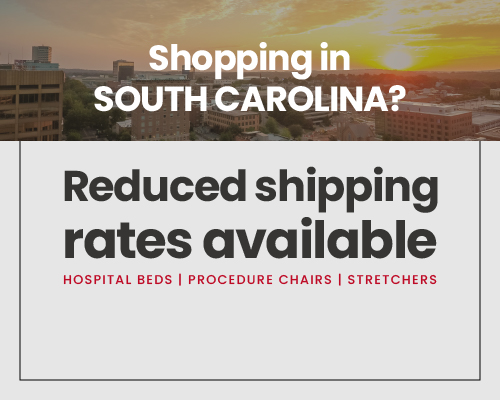 Shopping in
SOUTH CAROLINA?
Reduced shipping
rates available
HOSPITAL BEDS | PROCEDURE CHAIRS | STRETCHERS